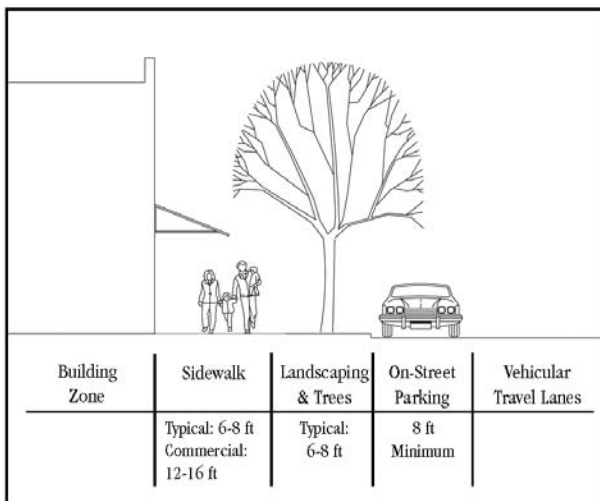 Building
Zone
Sidewalk
Landscaping
& Trees
On-Street
Parking
Vehicular
Travel Lanes
Typical: 6-8 ft
Commercial:
12-16 ft
Typical:
6-8 ft
8 ft
Minimum